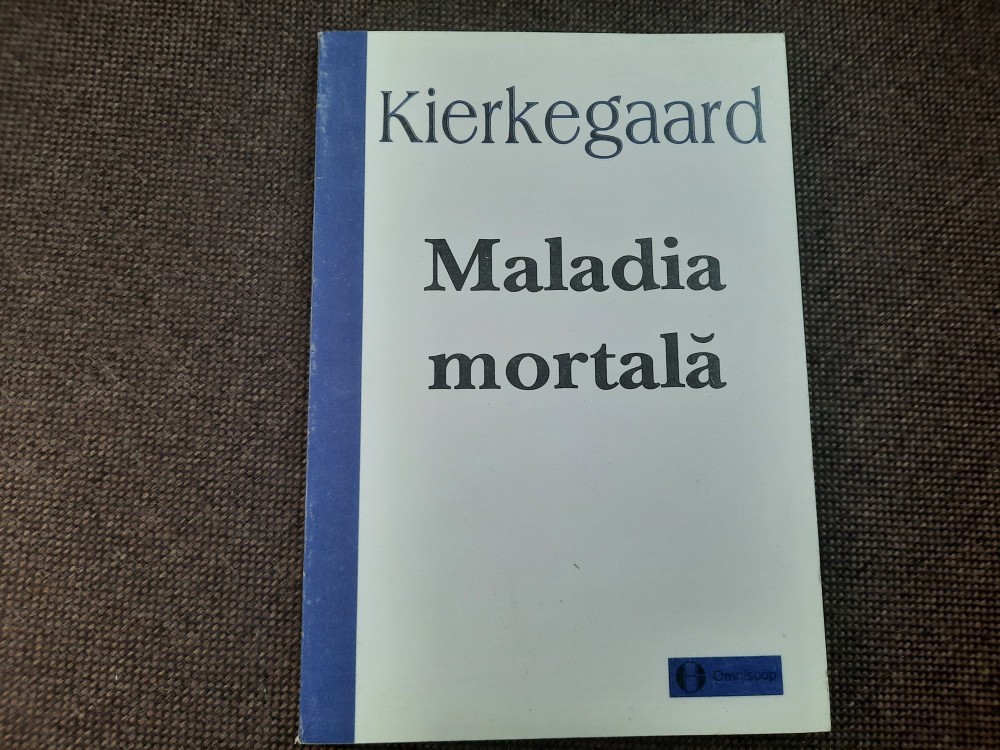 Kierkegaard
Maladia
mortală
Omniscop